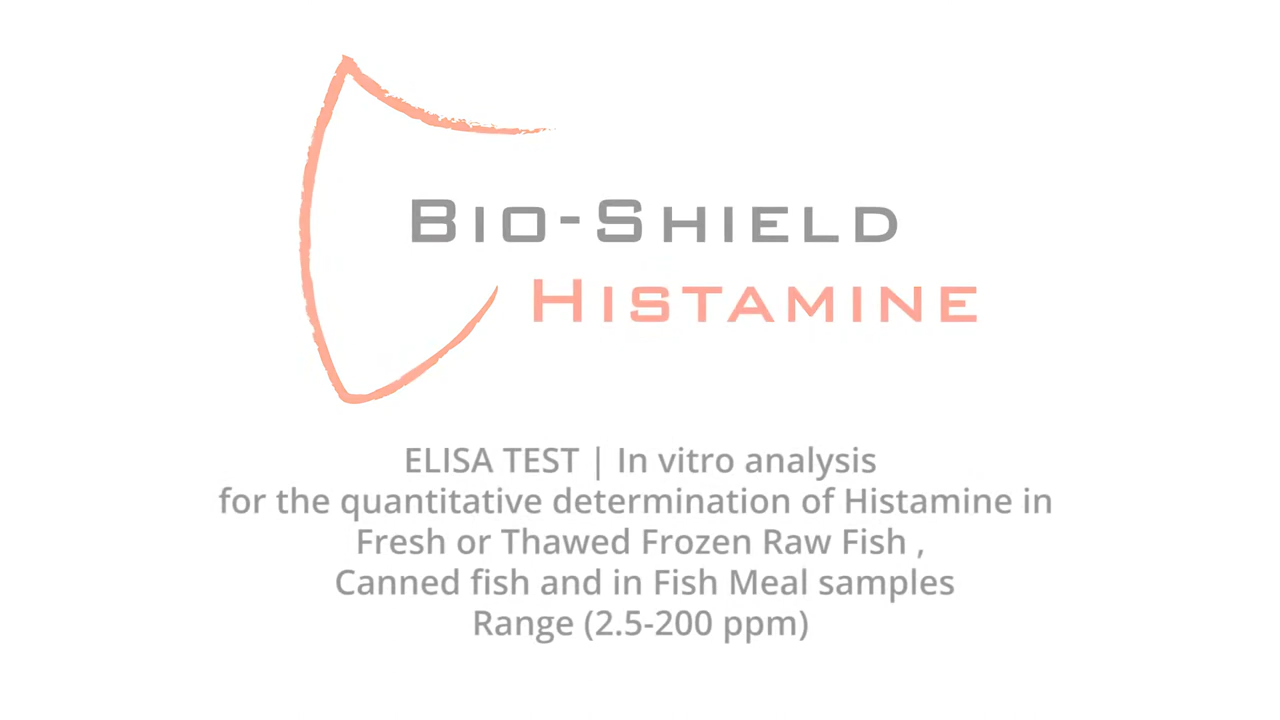 Bio-Shield
Histamine
ELISA TEST | In vitro analysis
for the quantitative determination of Histamine in
Fresh or Thawed Frozen Raw Fish ,
Canned fish and in Fish Meal samples
Range (2.5-200 ppm)